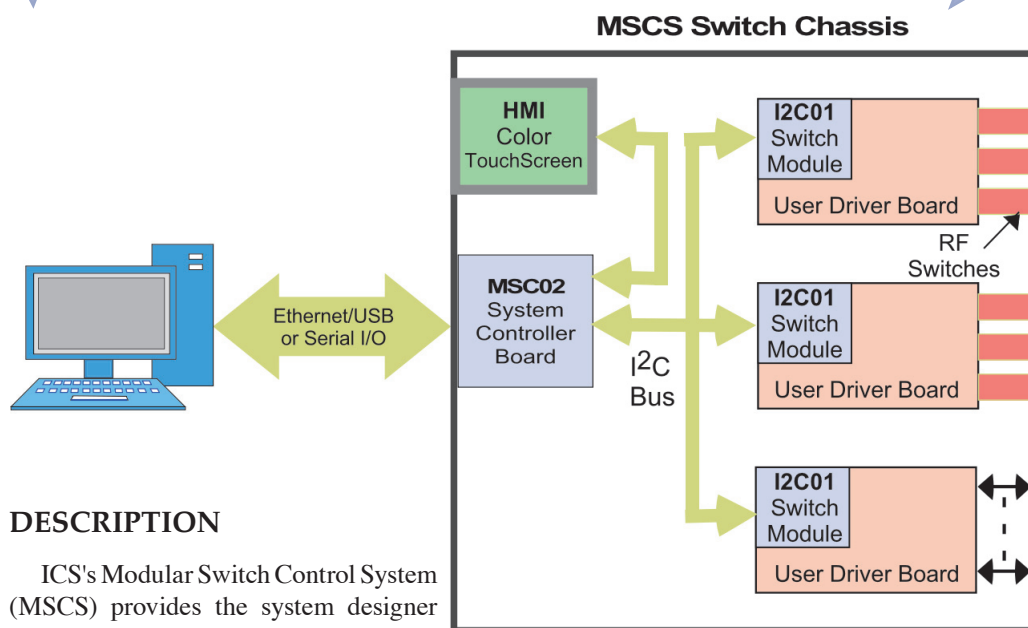 MSCS Switch Chassis
HMI
Color
TouchScreen
I2C01
Switch
Module
User Driver Board
RF
Switches
Ethernet/USB
or Serial I/O
MSC02
System
Controller
Board
I2C
Bus
I2C01
Switch
Module
User Driver Board
I2C01
Switch
Module
User Driver Board
DESCRIPTION
ICS's Modular Switch Control System
(MSCS) provides the system designer